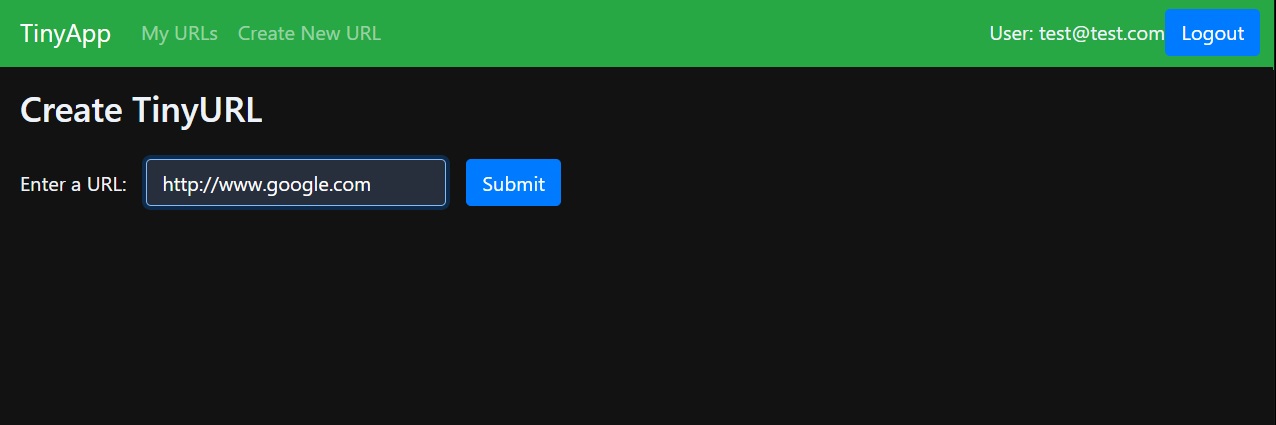 TinyApp My URLs Create New URL User: test@test.com Logout
Create TinyURL
Enter a URL: http://www.google.com Submit